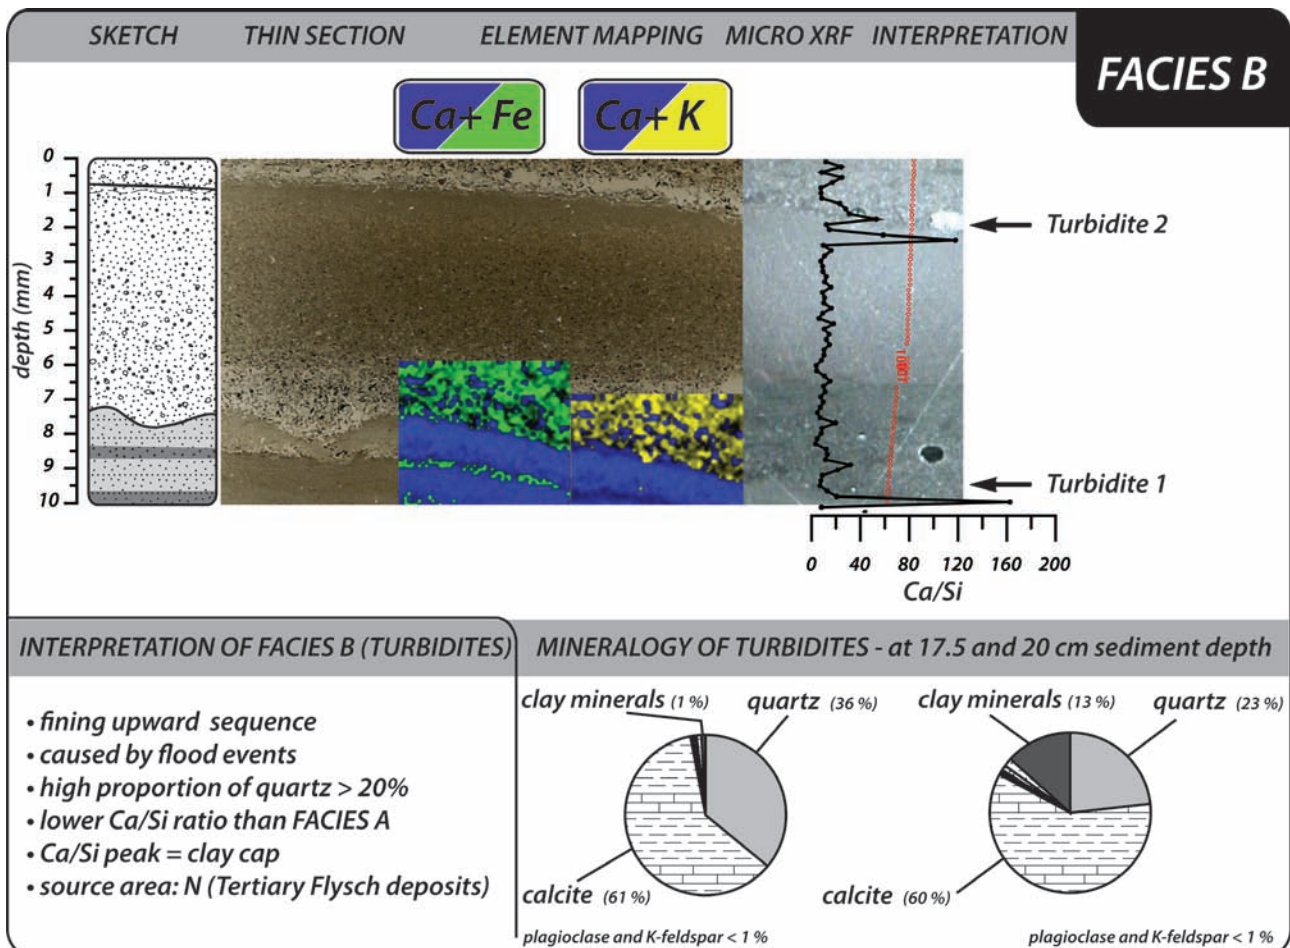 SKETCH THIN SECTION ELEMENT MAPPING MICRO XRF INTERPRETATION
FACIES B
Ca+ Fe Ca+ K
0
1
2
3
4
5
6
7
8
9
10
depth (mm)
Turbidite 2
Turbidite 1
0 40 80 120 160 200
Ca/Si
INTERPRETATION OF FACIES B (TURBIDITES)
• fining upward sequence
• caused by flood events
• high proportion of quartz > 20%
• lower Ca/Si ratio than FACIES A
• Ca/Si peak = clay cap
• source area: N (Tertiary Flysch deposits)
MINERALOGY OF TURBIDITES - at 17.5 and 20 cm sediment depth
clay minerals (1 %) quartz (36 %)
calcite (61 %)
plagioclase and K-feldspar < 1 %
clay minerals (13 %) quartz (23 %)
calcite (60 %)
plagioclase and K-feldspar < 1 %